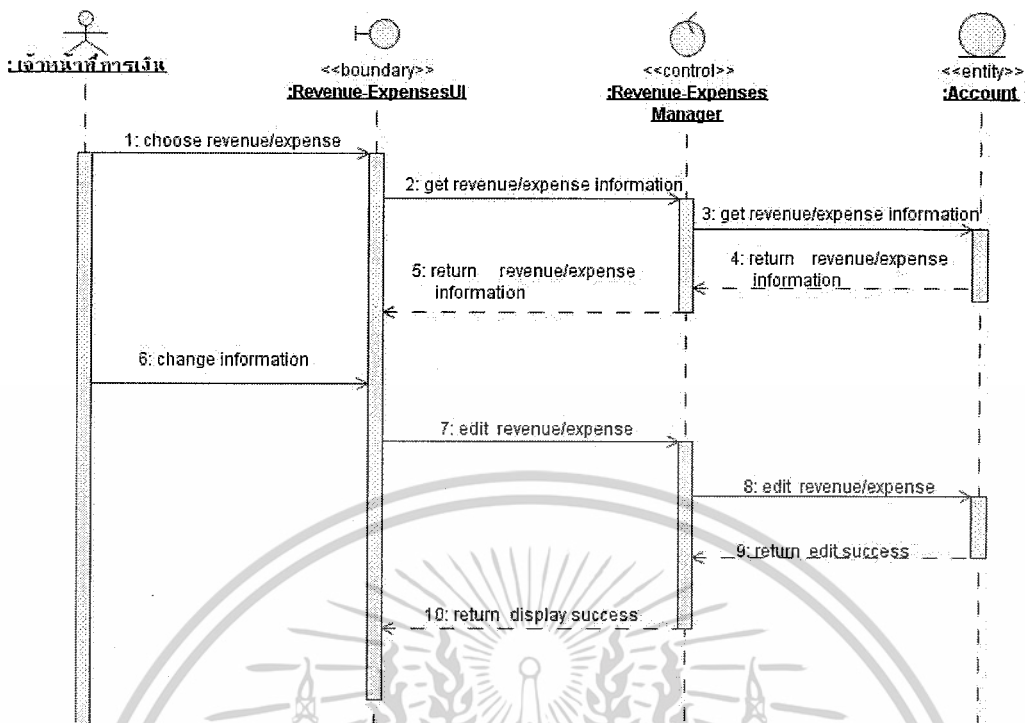 : เจ้าหน้าที่การเงิน
<<boundary>>
:Revenue-ExpensesUI
<<control>>
:Revenue-Expenses
Manager
<<entity>>
:Account
1: choose revenue/expense
2: get revenue/expense information
3: get revenue/expense information
4: return revenue/expense
information
5: return revenue/expense
information
6: change information
7: edit revenue/expense
8: edit revenue/expense
9: return edit success
10: return display success